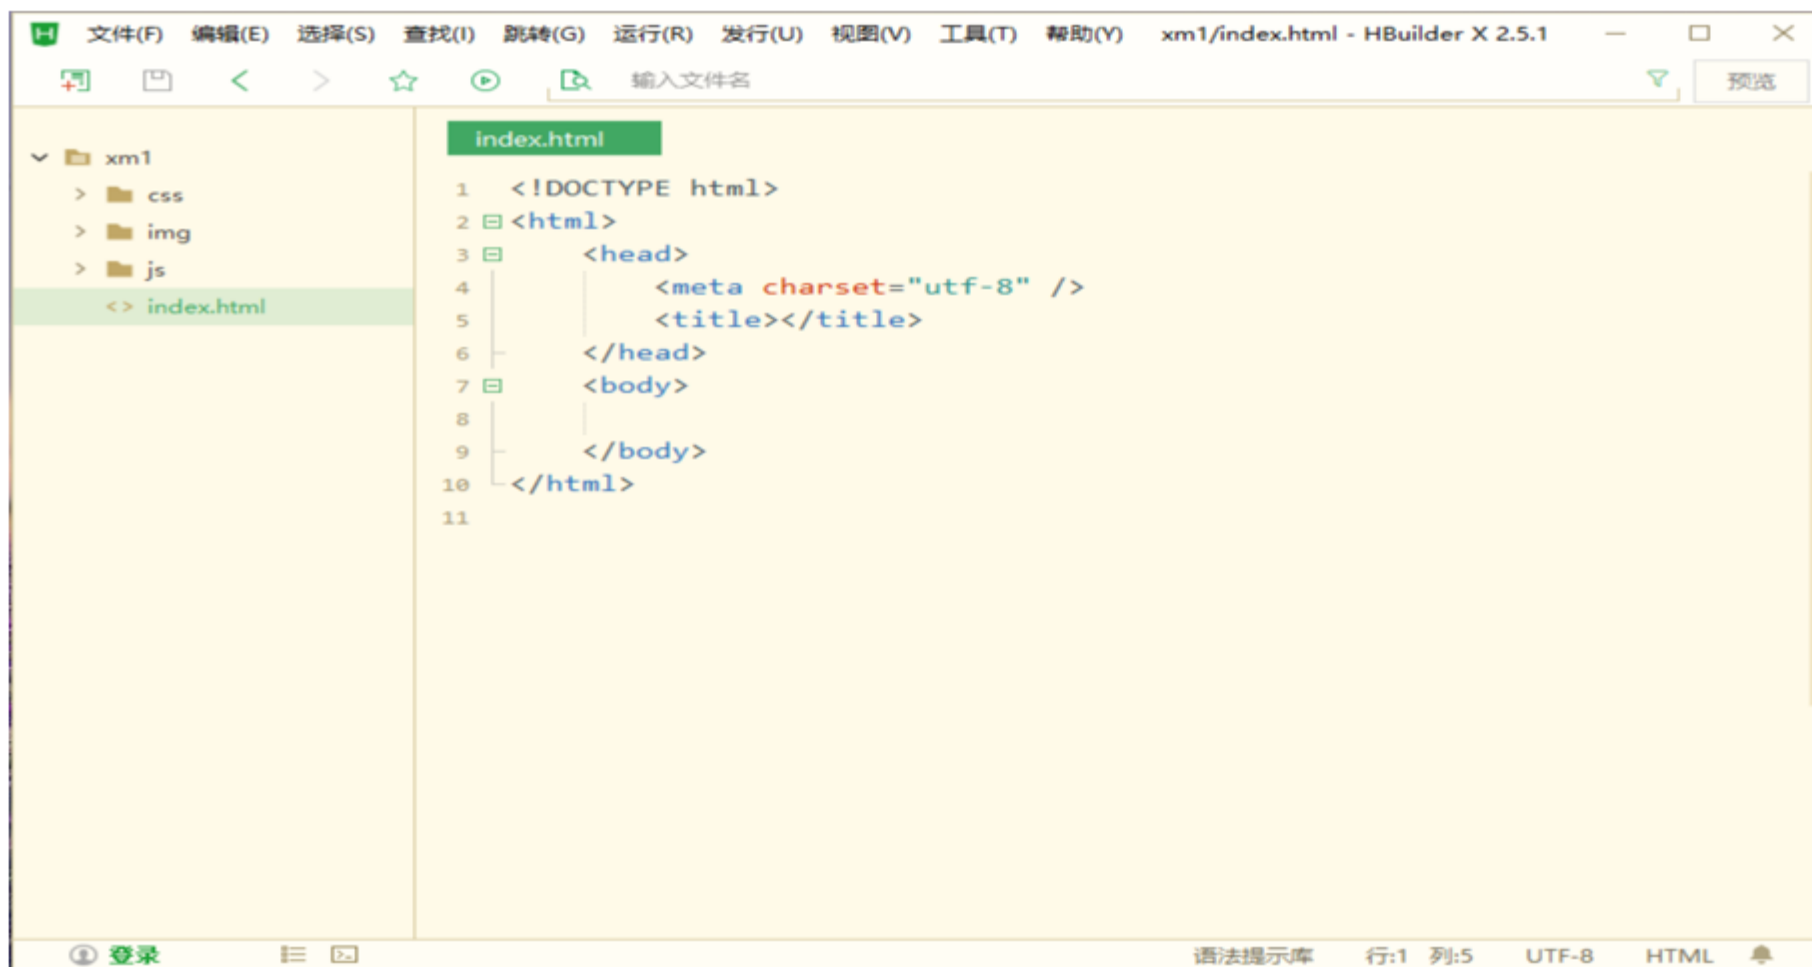 H 文件(F) 编辑(E) 选择(S) 查找(I) 跳转(G) 运行(R) 发行(U) 视图(V) 工具(T) 帮助(Y) xm1/index.html - HBuilder X 2.5.1
输入文件名 预览
xm1
css
img
js
<> index.html
index.html
1 <!DOCTYPE html>
2 <html>
3 <head>
4 <meta charset="utf-8" />
5 <title></title>
6 </head>
7 <body>
8
9 </body>
10 </html>
11
登录 语法提示库 行:1 列:5 UTF-8 HTML